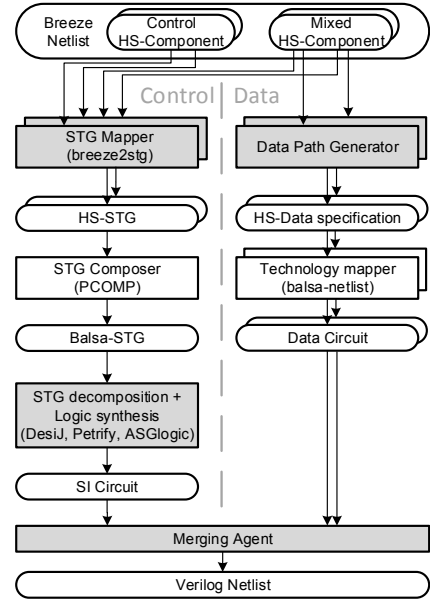 Breeze
Netlist
Control
HS-Component
Mixed
HS-Component
Control | Data
STG Mapper
(breeze2stg)
Data Path Generator
HS-STG
HS-Data specification
STG Composer
(PCOMP)
Technology mapper
(balsa-netlist)
Balsa-STG
Data Circuit
STG decomposition +
Logic synthesis
(DesiJ, Petrify, ASGlogic)
SI Circuit
Merging Agent
Verilog Netlist